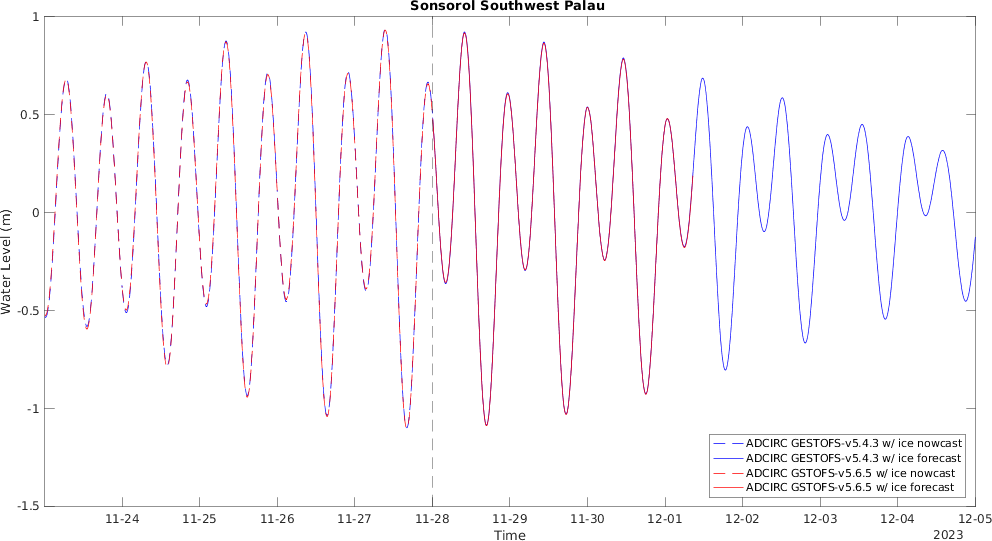 Sonsorol Southwest Palau
1
0.5
0
-0.5
-1
-1.5
Water Level (m)
11-24
11-25
11-26
11-27
11-28
11-29
11-30
12-01
12-02
12-03
12-04
12-05
Time
2023
ADCIRC GESTOFS-v5.4.3 w/ ice nowcast
ADCIRC GESTOFS-v5.4.3 w/ ice forecast
ADCIRC GSTOFS-v5.6.5 w/ ice nowcast
ADCIRC GSTOFS-v5.6.5 w/ ice forecast